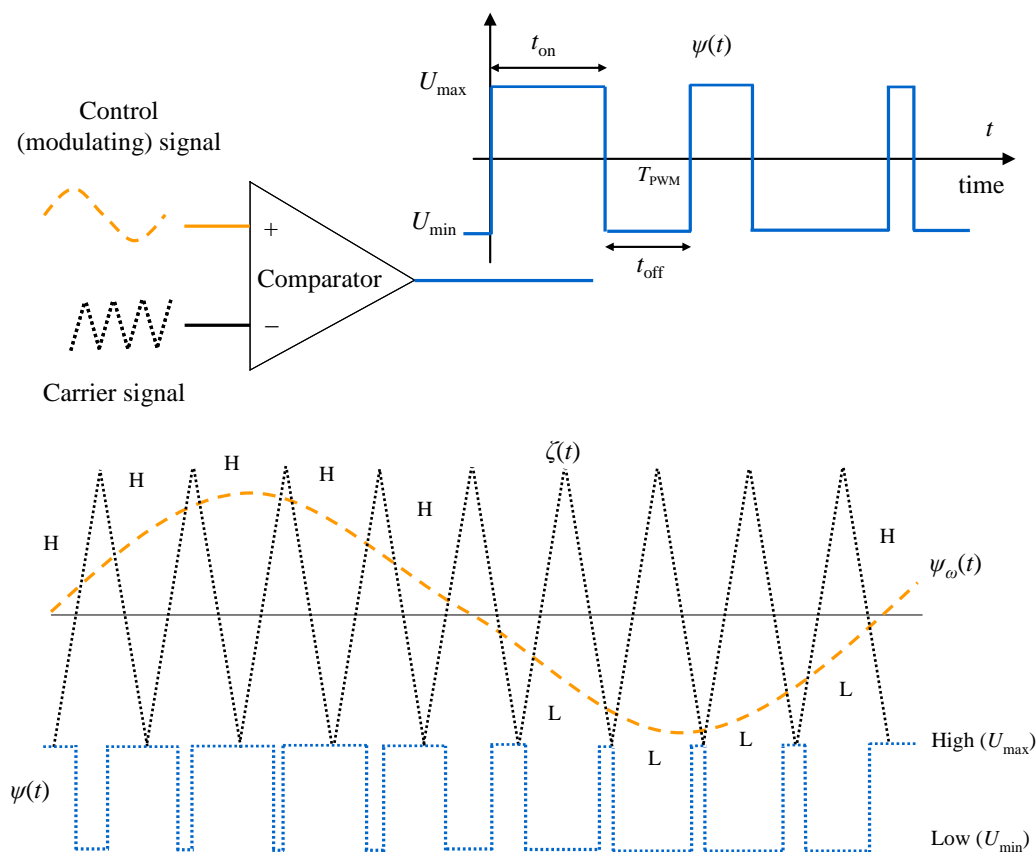 t_on
ψ(t)
U_max
Control
(modulating) signal
t
T_PWM
time
U_min
+
t_off
Comparator
−
Carrier signal
ζ(t)
H
H
H
H
H
H
ψ_ω(t)
L
L
L
L
High (U_max)
ψ(t)
Low (U_min)